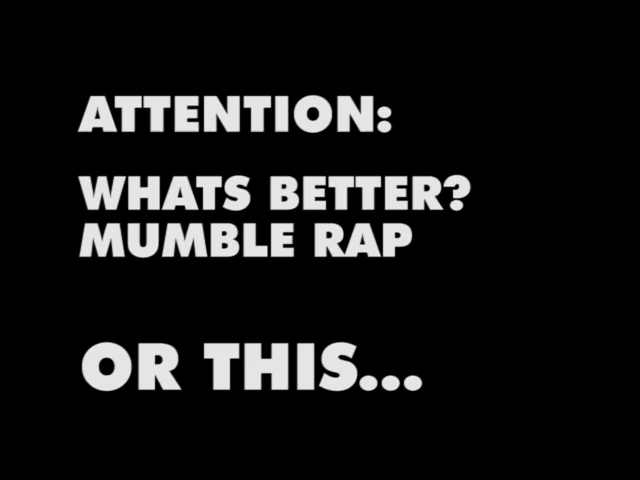 ATTENTION:
WHATS BETTER?
MUMBLE RAP
OR THIS...